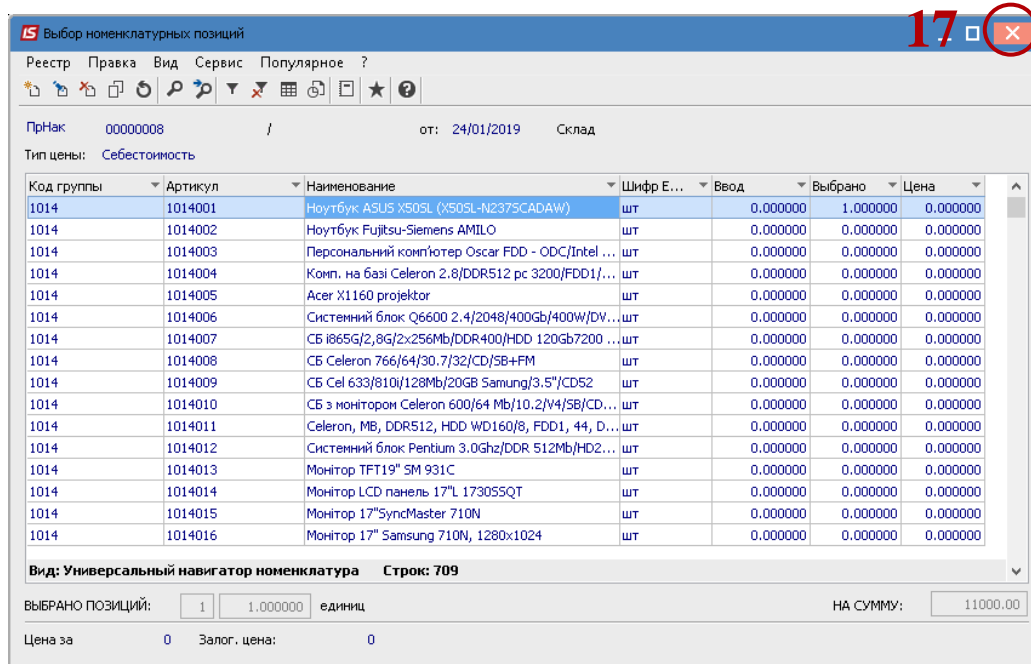 17
IS Выбор номенклатурных позиций
Реестр Правка Вид Сервис Популярное ?
ПрНак 00000008 / от: 24/01/2019 Склад
Тип цены: Себестоимость
Код группы Артикул Наименование Шифр Е... Ввод Выбрано Цена
1014 1014001 Ноутбук ASUS X50SL (X50SL-N237SCADAW) шт 0.000000 1.000000 0.000000
1014 1014002 Ноутбук Fujitsu-Siemens AMILO шт 0.000000 0.000000 0.000000
1014 1014003 Персональний комп'ютер Oscar FDD - ODC/Intel ... шт 0.000000 0.000000 0.000000
1014 1014004 Комп. на базі Celeron 2.8/DDR512 pc 3200/FDD1/... шт 0.000000 0.000000 0.000000
1014 1014005 Acer X1160 projektor шт 0.000000 0.000000 0.000000
1014 1014006 Системний блок Q6600 2.4/2048/400Gb/400W/DV... шт 0.000000 0.000000 0.000000
1014 1014007 СБ i865G/2,8G/2x256Mb/DDR400/HDD 120Gb7200 ... шт 0.000000 0.000000 0.000000
1014 1014008 СБ Celeron 766/64/30.7/32/CD/SB+FM шт 0.000000 0.000000 0.000000
1014 1014009 СБ Cel 633/810i/128Mb/20GB Samung/3.5"/CD52 шт 0.000000 0.000000 0.000000
1014 1014010 СБ з монітором Celeron 600/64 Mb/10.2/V4/SB/CD... шт 0.000000 0.000000 0.000000
1014 1014011 Celeron, MB, DDR512, HDD WD160/8, FDD1, 44, D... шт 0.000000 0.000000 0.000000
1014 1014012 Системний блок Pentium 3.0Ghz/DDR 512Mb/HD2... шт 0.000000 0.000000 0.000000
1014 1014013 Монітор TFT19" SM 931C шт 0.000000 0.000000 0.000000
1014 1014014 Монітор LCD панель 17"L 1730SSQT шт 0.000000 0.000000 0.000000
1014 1014015 Монітор 17"SyncMaster 710N шт 0.000000 0.000000 0.000000
1014 1014016 Монітор 17" Samsung 710N, 1280x1024 шт 0.000000 0.000000 0.000000
Вид: Универсальный навигатор номенклатура Строк: 709
ВЫБРАНО ПОЗИЦИЙ: 1 1.000000 единиц НА СУММУ: 11000.00
Цена за 0 Залог. цена: 0